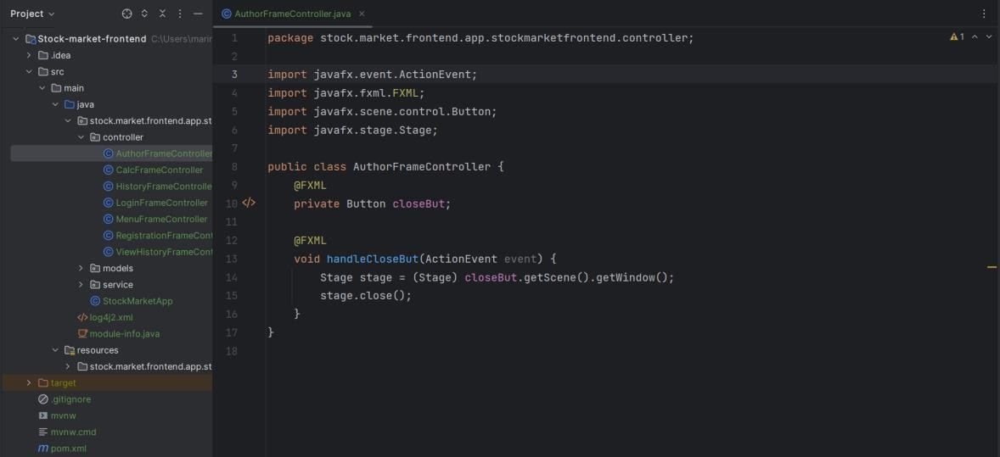 Project
Stock-market-frontend C:\Users\marir
.idea
src
main
java
stock.market.frontend.app.st
controller
AuthorFrameController
CalcFrameController
HistoryFrameControlle
LoginFrameController
MenuFrameController
RegistrationFrameCont
ViewHistoryFrameCont
models
service
StockMarketApp
log4j2.xml
module-info.java
resources
stock.market.frontend.app.st
target
.gitignore
mvnw
mvnw.cmd
pom.xml
AuthorFrameController.java
1
1 package stock.market.frontend.app.stockmarketfrontend.controller;
2
3 import javafx.event.ActionEvent;
4 import javafx.fxml.FXML;
5 import javafx.scene.control.Button;
6 import javafx.stage.Stage;
7
8 public class AuthorFrameController {
9 @FXML
10 private Button closeBut;
11
12 @FXML
13 void handleCloseBut(ActionEvent event) {
14 Stage stage = (Stage) closeBut.getScene().getWindow();
15 stage.close();
16 }
17 }
18